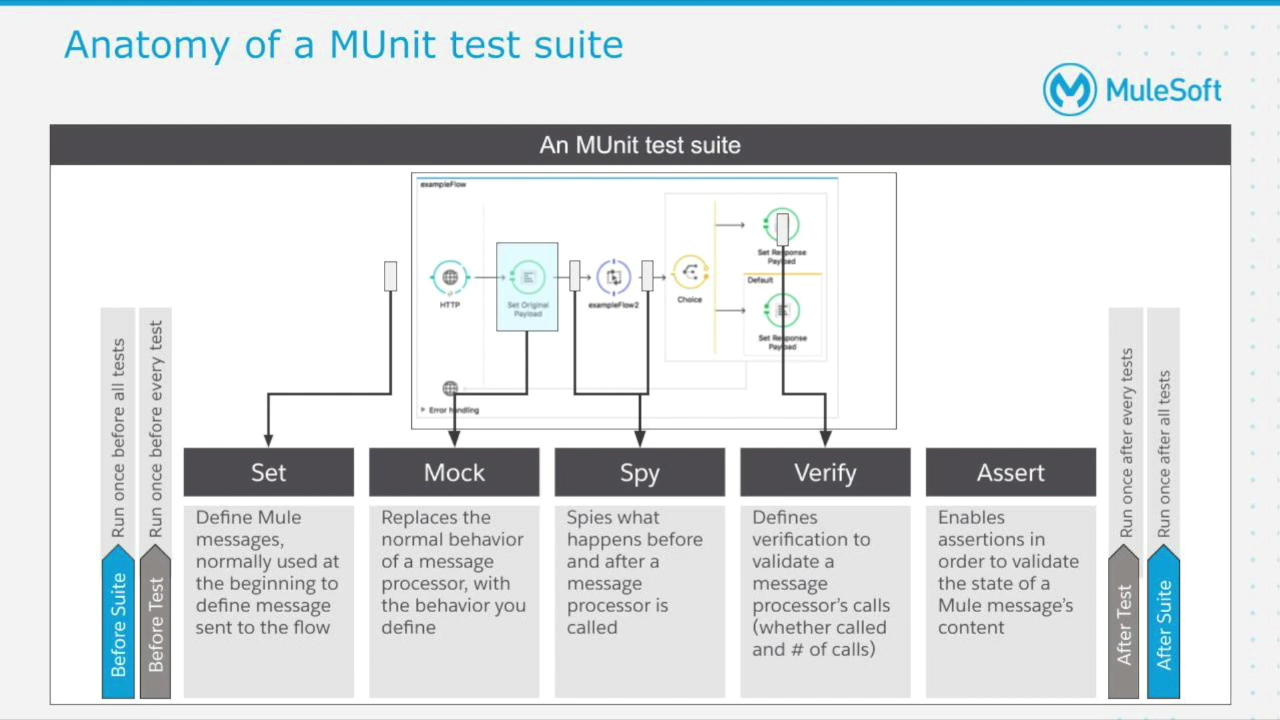 Anatomy of a MUnit test suite
MuleSoft
An MUnit test suite
exampleFlow
HTTP
Set Original
Payload
exampleFlow2
Choice
Set Response
Payload
Default
Set Response
Payload
Error handling
Before Suite
Run once before all tests
Before Test
Run once before every test
Set
Define Mule
messages,
normally used at
the beginning to
define message
sent to the flow
Mock
Replaces the
normal behavior
of a message
processor, with
the behavior you
define
Spy
Spies what
happens before
and after a
message
processor is
called
Verify
Defines
verification to
validate a
message
processor's calls
(whether called
and # of calls)
Assert
Enables
assertions in
order to validate
the state of a
Mule message's
content
After Test
Run once after every tests
After Suite
Run once after all tests